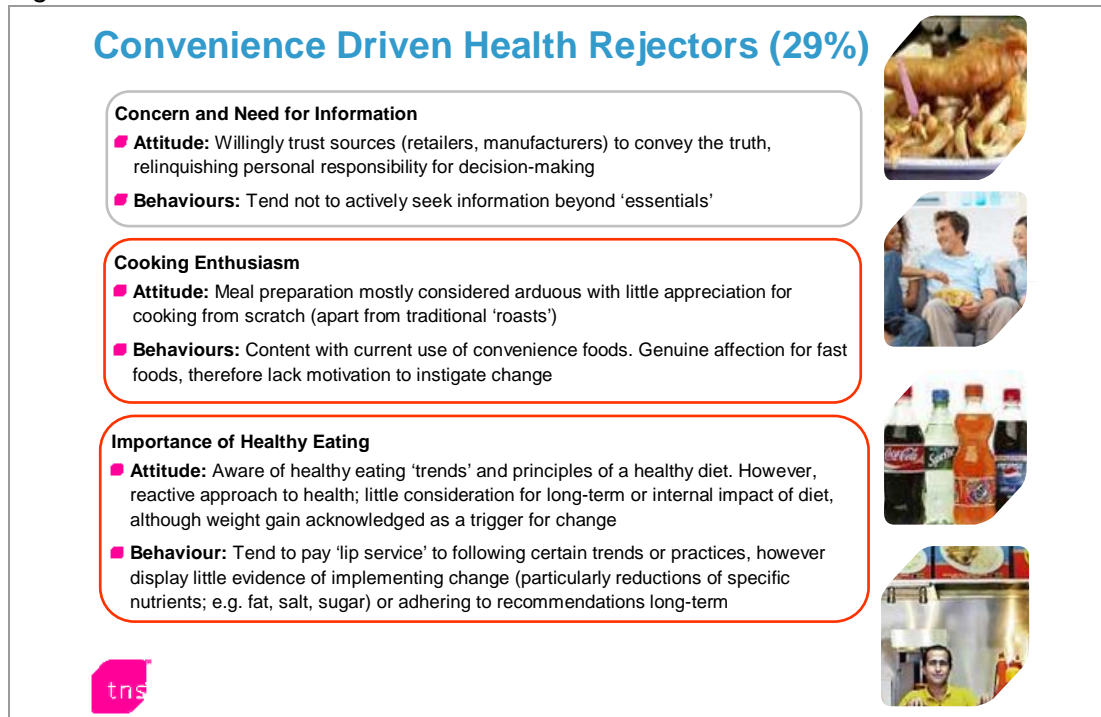 Convenience Driven Health Rejectors (29%)
Concern and Need for Information
Attitude: Willingly trust sources (retailers, manufacturers) to convey the truth,
relinquishing personal responsibility for decision-making
Behaviours: Tend not to actively seek information beyond ‘essentials’
Cooking Enthusiasm
Attitude: Meal preparation mostly considered arduous with little appreciation for
cooking from scratch (apart from traditional ‘roasts’)
Behaviours: Content with current use of convenience foods. Genuine affection for fast
foods, therefore lack motivation to instigate change
Importance of Healthy Eating
Attitude: Aware of healthy eating ‘trends’ and principles of a healthy diet. However,
reactive approach to health; little consideration for long-term or internal impact of diet,
although weight gain acknowledged as a trigger for change
Behaviour: Tend to pay ‘lip service’ to following certain trends or practices, however
display little evidence of implementing change (particularly reductions of specific
nutrients; e.g. fat, salt, sugar) or adhering to recommendations long-term
Coca-Cola
Sprite
tns